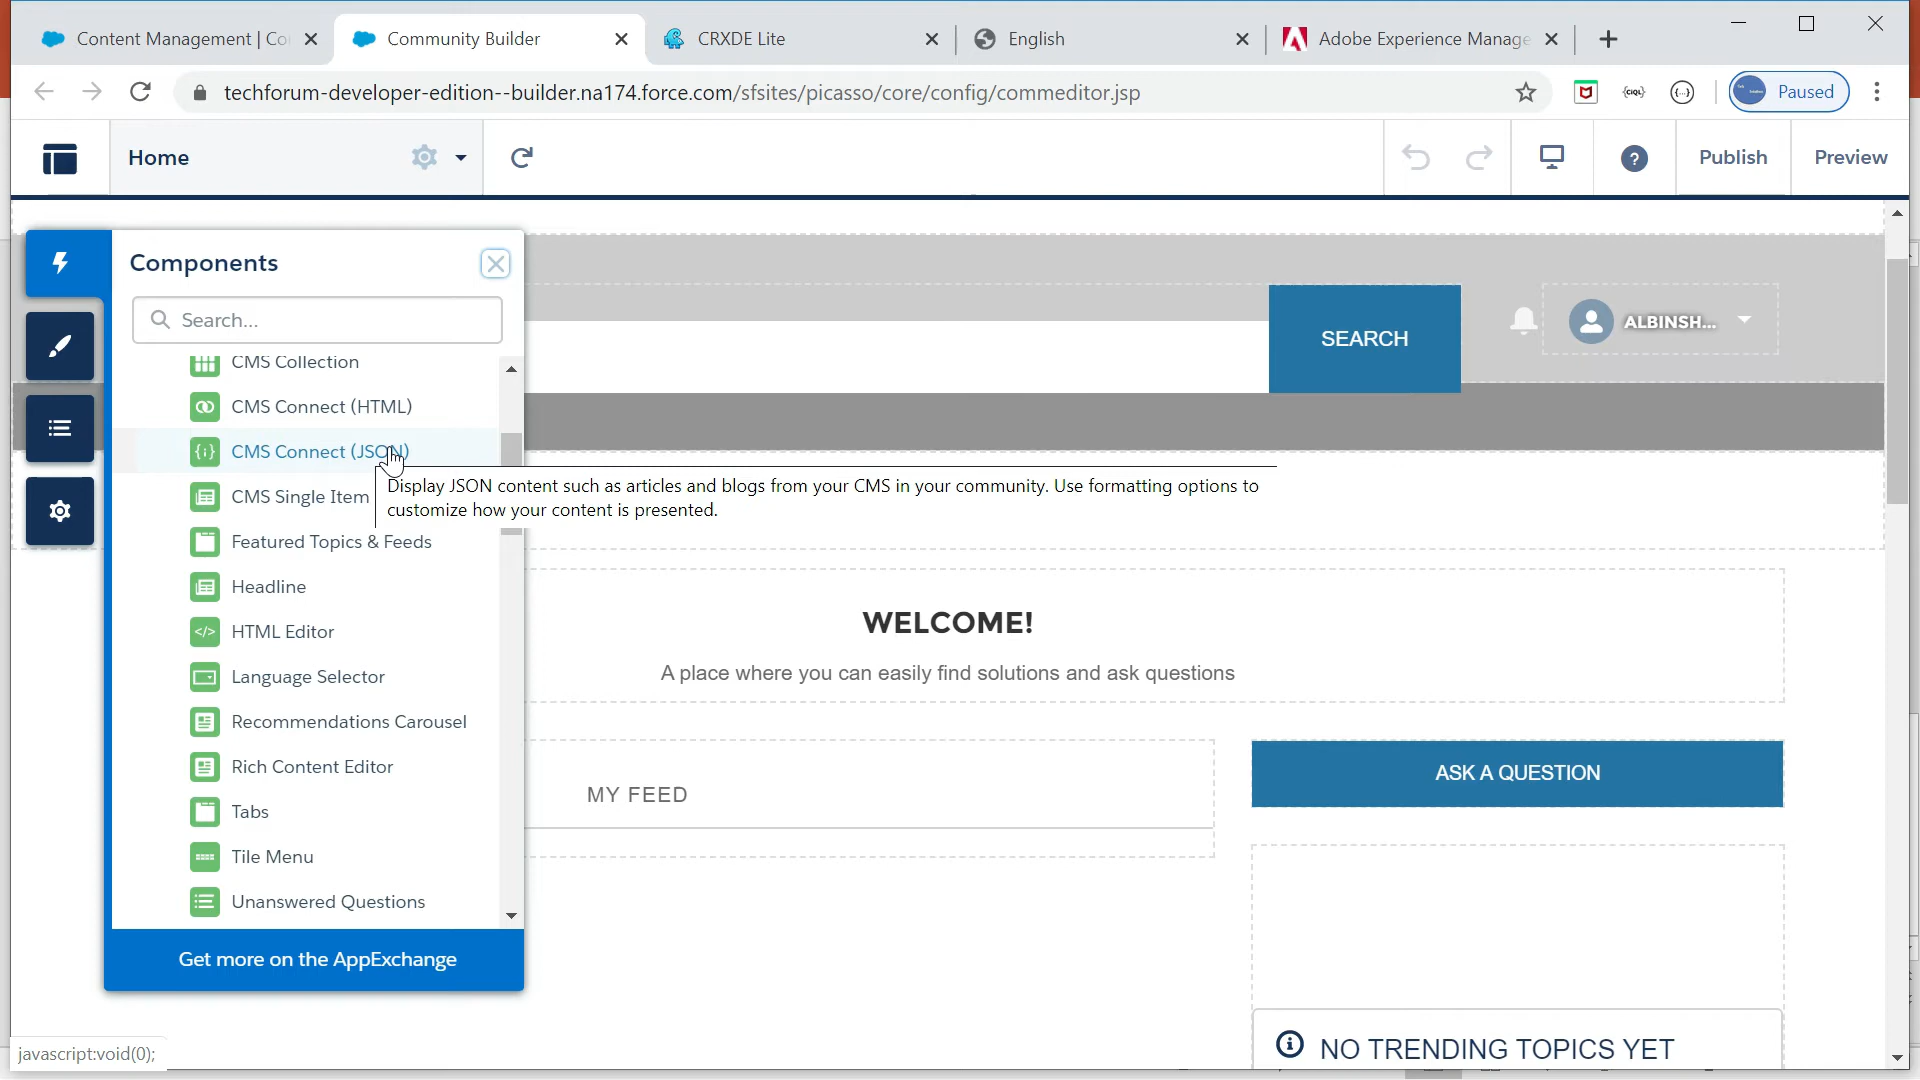 Content Management | Co
Community Builder
CRXDE Lite
English
Adobe Experience Manage
techforum-developer-edition--builder.na174.force.com/sfsites/picasso/core/config/commeditor.jsp
Paused
Home
Publish
Preview
Components
Search...
SEARCH
ALBINSH...
CMS Collection
CMS Connect (HTML)
CMS Connect (JSON)
Display JSON content such as articles and blogs from your CMS in your community. Use formatting options to
customize how your content is presented.
CMS Single Item
Featured Topics & Feeds
Headline
HTML Editor
Language Selector
Recommendations Carousel
Rich Content Editor
Tabs
Tile Menu
Unanswered Questions
Get more on the AppExchange
WELCOME!
A place where you can easily find solutions and ask questions
MY FEED
ASK A QUESTION
NO TRENDING TOPICS YET
javascript:void(0);